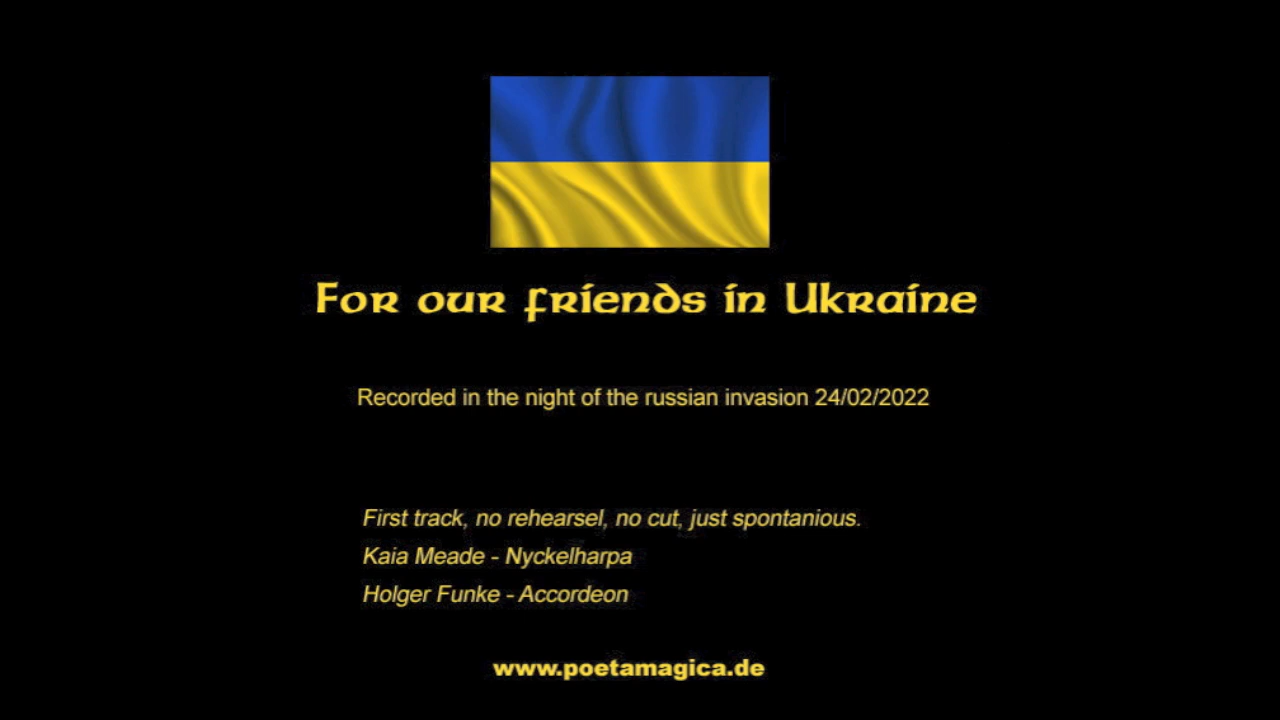 For our friends in Ukraine
Recorded in the night of the russian invasion 24/02/2022
First track, no rehearsel, no cut, just spontanious.
Kaia Meade - Nyckelharpa
Holger Funke - Accordeon
www.poetamagica.de